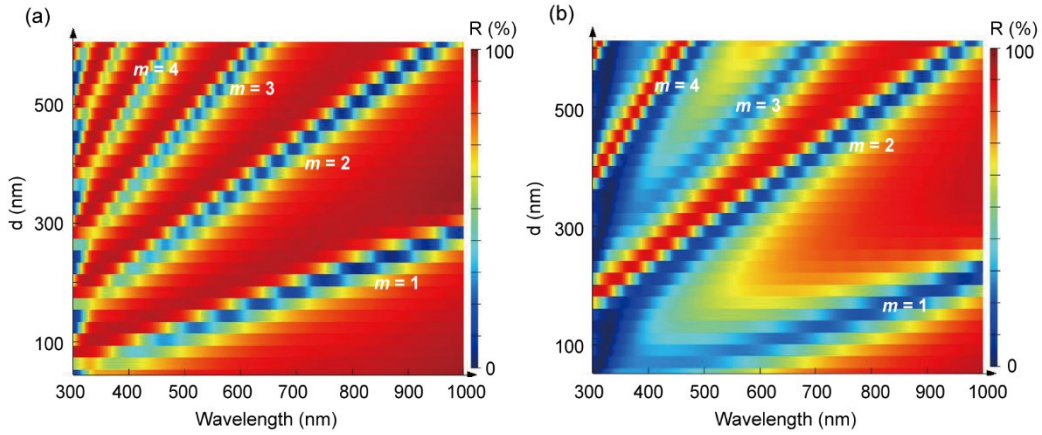 (a)
R (%)
100
m = 4
m = 3
500
m = 2
d (nm)
300
m = 1
100
0
300 400 500 600 700 800 900 1000
Wavelength (nm)
(b)
R (%)
100
m = 4
500
m = 3
m = 2
d (nm)
300
m = 1
100
0
300 400 500 600 700 800 900 1000
Wavelength (nm)